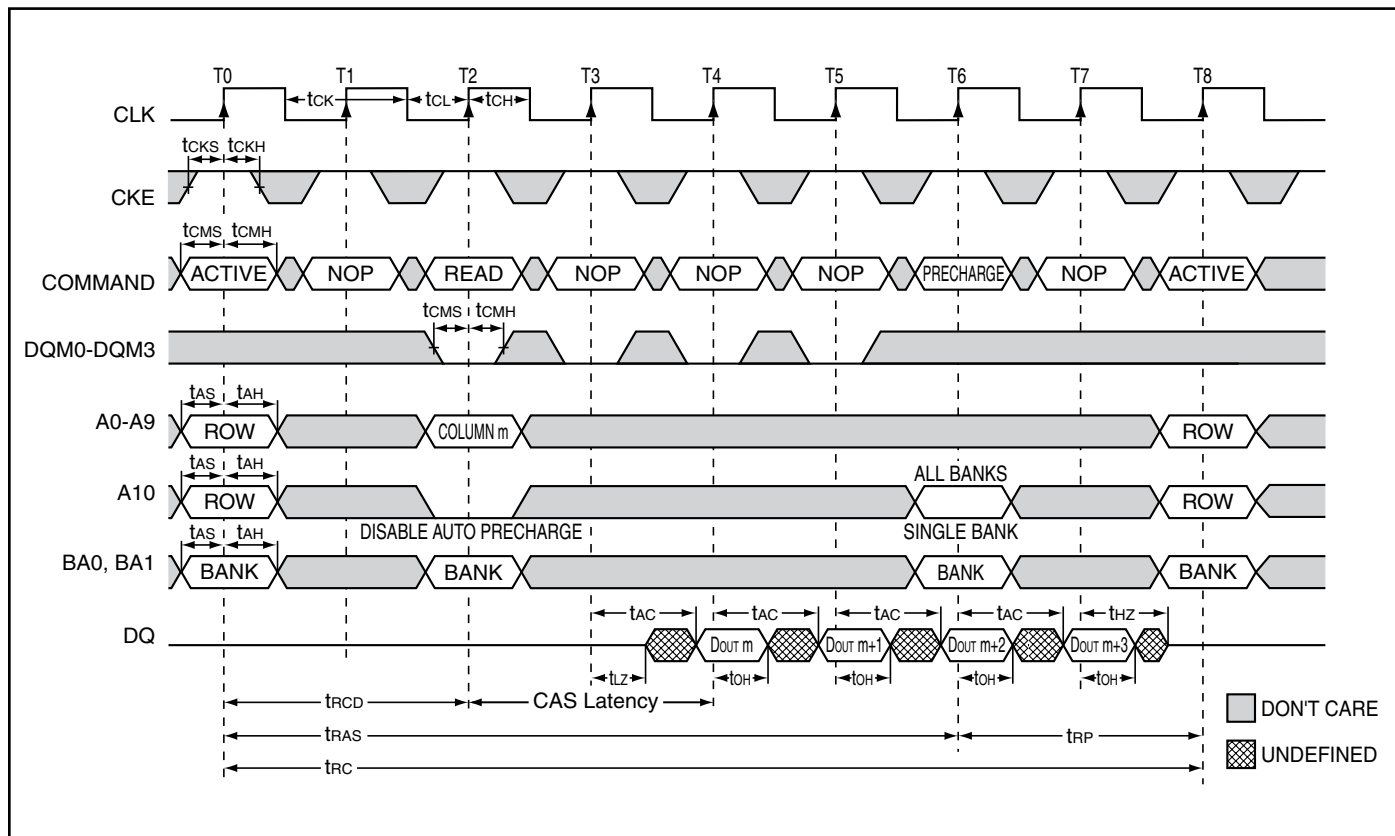 T0 T1 T2 T3 T4 T5 T6 T7 T8
tCK tCL tCH
CLK
tCKS tCKH
CKE
tCMS tCMH
ACTIVE NOP READ NOP NOP NOP PRECHARGE NOP ACTIVE
COMMAND
tCMS tCMH
DQM0-DQM3
tAS tAH
A0-A9 ROW COLUMN m ROW
tAS tAH ALL BANKS
A10 ROW ROW
tAS tAH DISABLE AUTO PRECHARGE SINGLE BANK
BA0, BA1 BANK BANK BANK BANK
tAC tAC tAC tAC tHZ
DQ DOUT m DOUT m+1 DOUT m+2 DOUT m+3
tLZ tOH tOH tOH tOH
tRCD CAS Latency
DON'T CARE
tRAS tRP
UNDEFINED
tRC